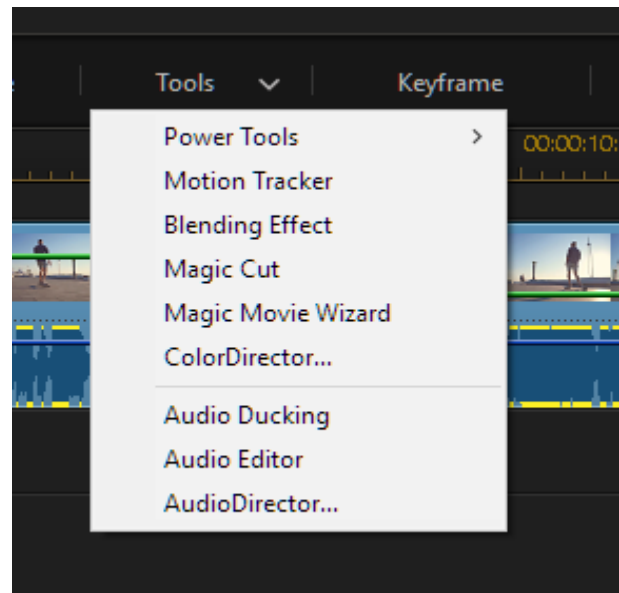 Tools
Keyframe
Power Tools
00:00:10:
Motion Tracker
Blending Effect
Magic Cut
Magic Movie Wizard
ColorDirector...
Audio Ducking
Audio Editor
AudioDirector...